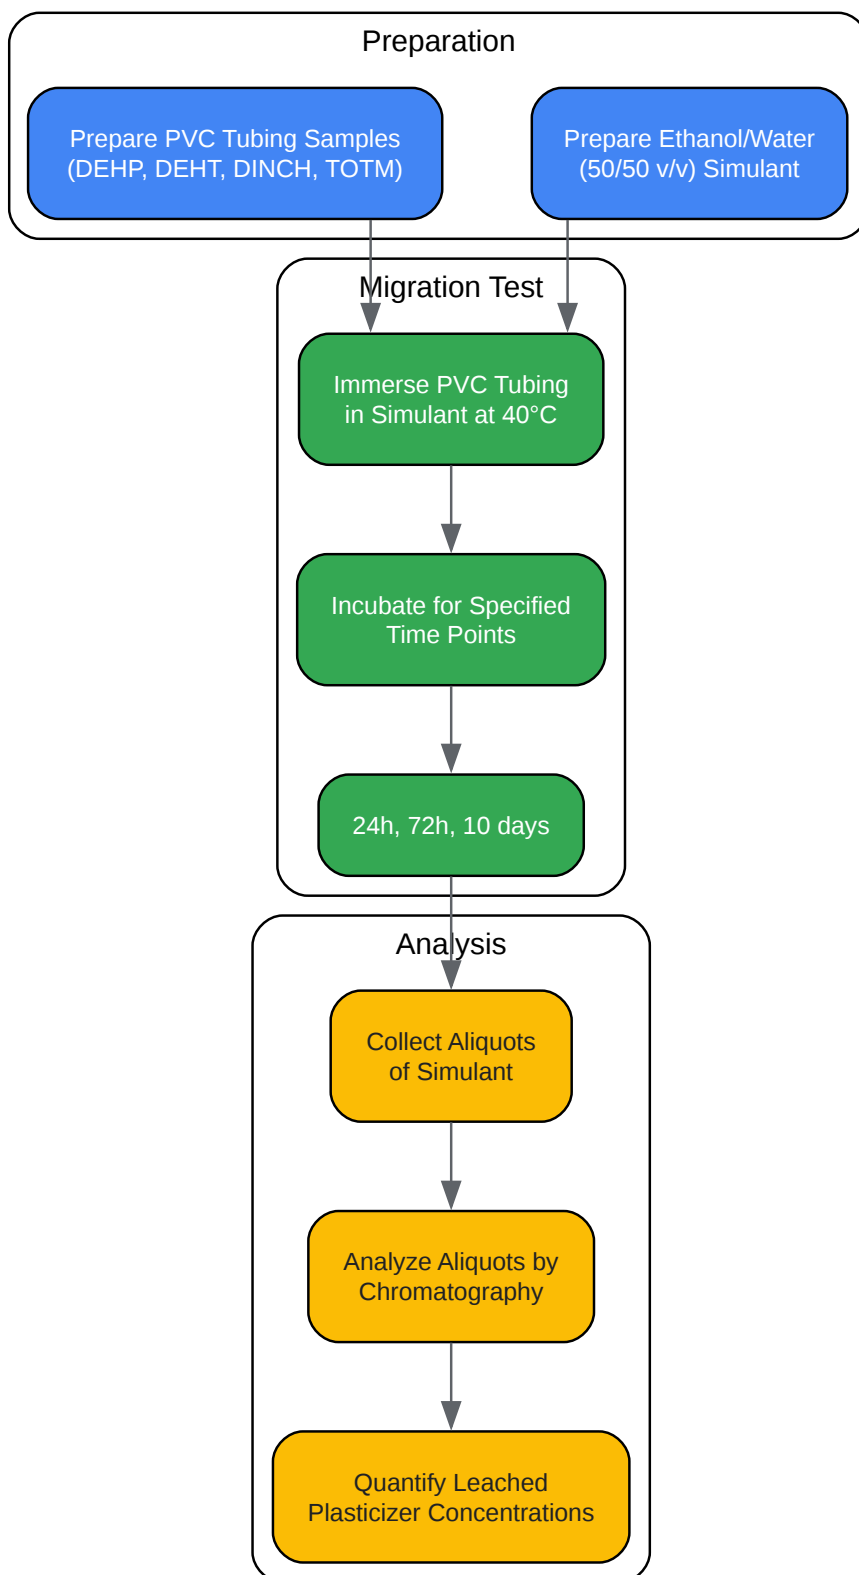 Preparation
Prepare PVC Tubing Samples
(DEHP, DEHT, DINCH, TOTM)
Prepare Ethanol/Water
(50/50 v/v) Simulant
Migration Test
Immerse PVC Tubing
in Simulant at 40°C
Incubate for Specified
Time Points
24h, 72h, 10 days
Analysis
Collect Aliquots
of Simulant
Analyze Aliquots by
Chromatography
Quantify Leached
Plasticizer Concentrations